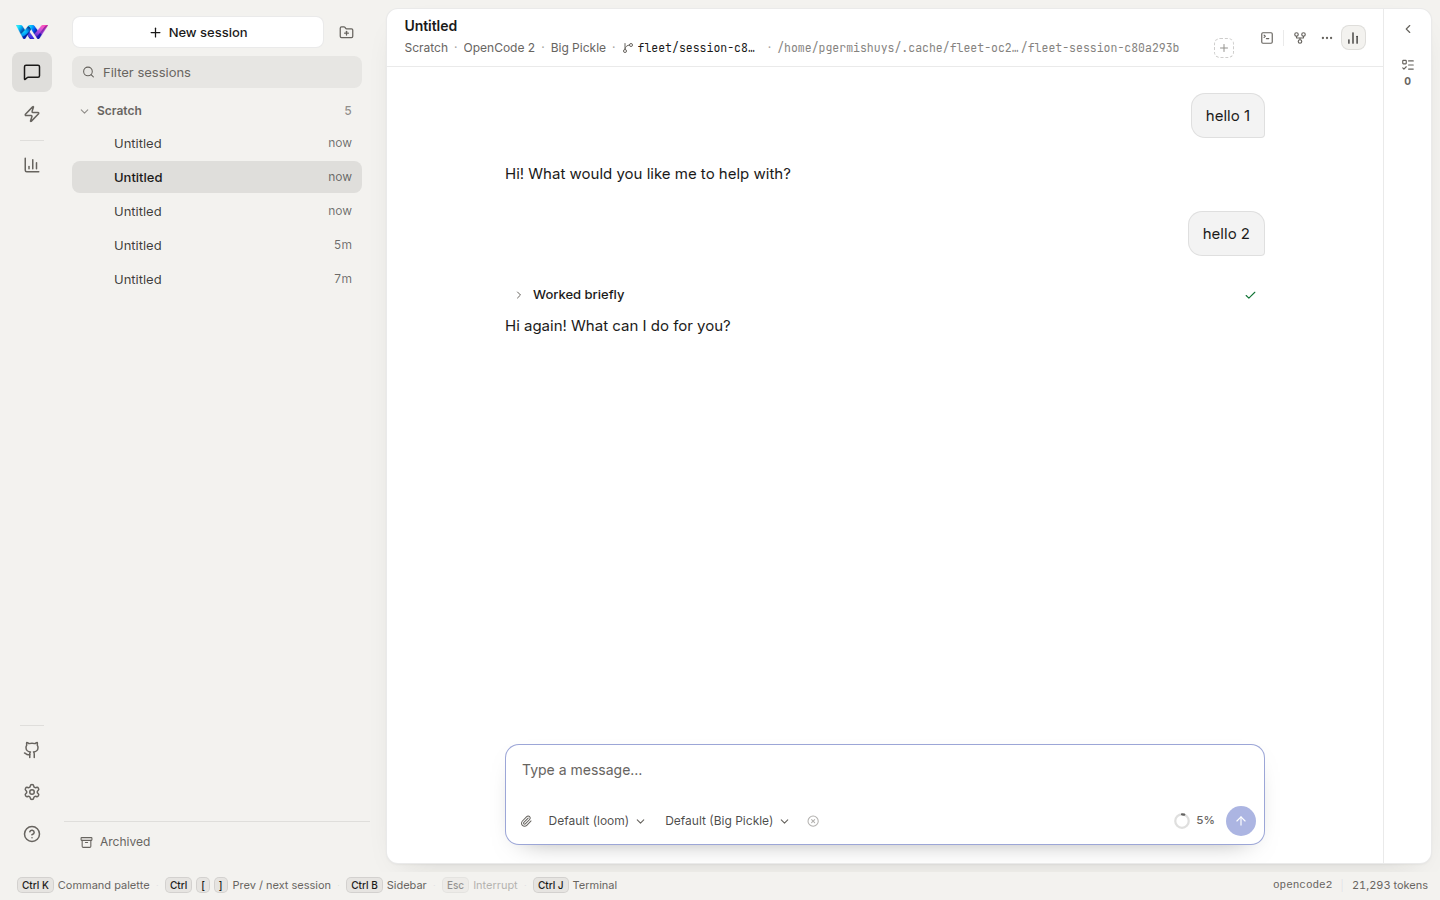 New session
Filter sessions
Scratch 5
Untitled now
Untitled now
Untitled now
Untitled 5m
Untitled 7m
Archived
Untitled
Scratch · OpenCode 2 · Big Pickle · fleet/session-c8… · /home/pgermishuys/.cache/fleet-oc2…/fleet-session-c80a293b
0
hello 1
Hi! What would you like me to help with?
hello 2
Worked briefly
Hi again! What can I do for you?
Type a message...
Default (loom) Default (Big Pickle) 5%
Ctrl K Command palette Ctrl [ ] Prev / next session Ctrl B Sidebar Esc Interrupt Ctrl J Terminal opencode2 21,293 tokens